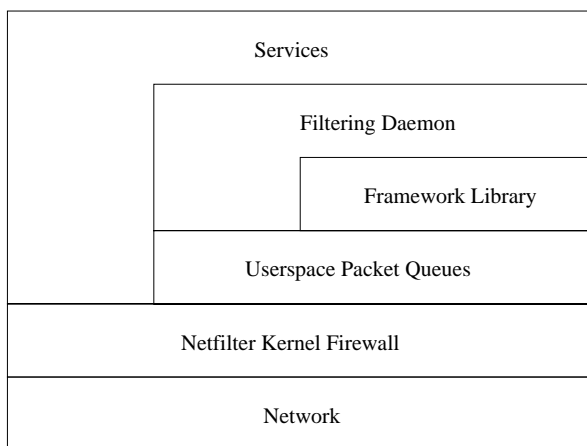 Services
Filtering Daemon
Framework Library
Userspace Packet Queues
Netfilter Kernel Firewall
Network